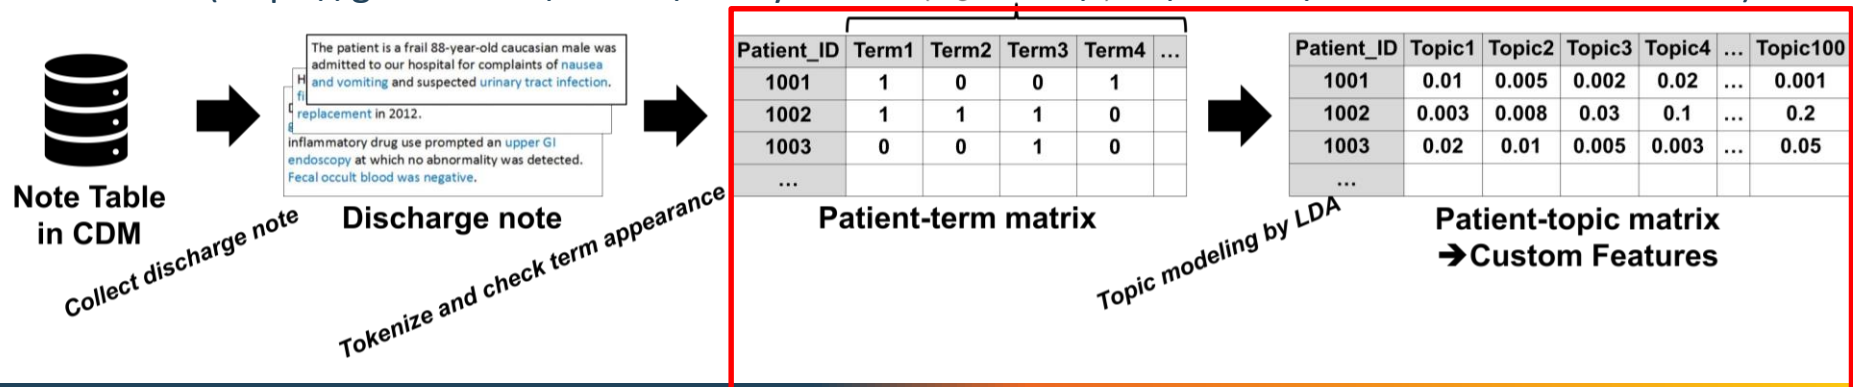 The patient is a frail 88-year-old caucasian male was
admitted to our hospital for complaints of nausea
and vomiting and suspected urinary tract infection.
H
fi
replacement in 2012.
inflammatory drug use prompted an upper GI
endoscopy at which no abnormality was detected.
Fecal occult blood was negative.
Note Table
in CDM
Collect discharge note
Discharge note
Tokenize and check term appearance
Patient_ID Term1 Term2 Term3 Term4 ...
1001 1 0 0 1
1002 1 1 1 0
1003 0 0 1 0
...
Patient-term matrix
Topic modeling by LDA
Patient_ID Topic1 Topic2 Topic3 Topic4 ... Topic100
1001 0.01 0.005 0.002 0.02 ... 0.001
1002 0.003 0.008 0.03 0.1 ... 0.2
1003 0.02 0.01 0.005 0.003 ... 0.05
...
Patient-topic matrix
➔Custom Features